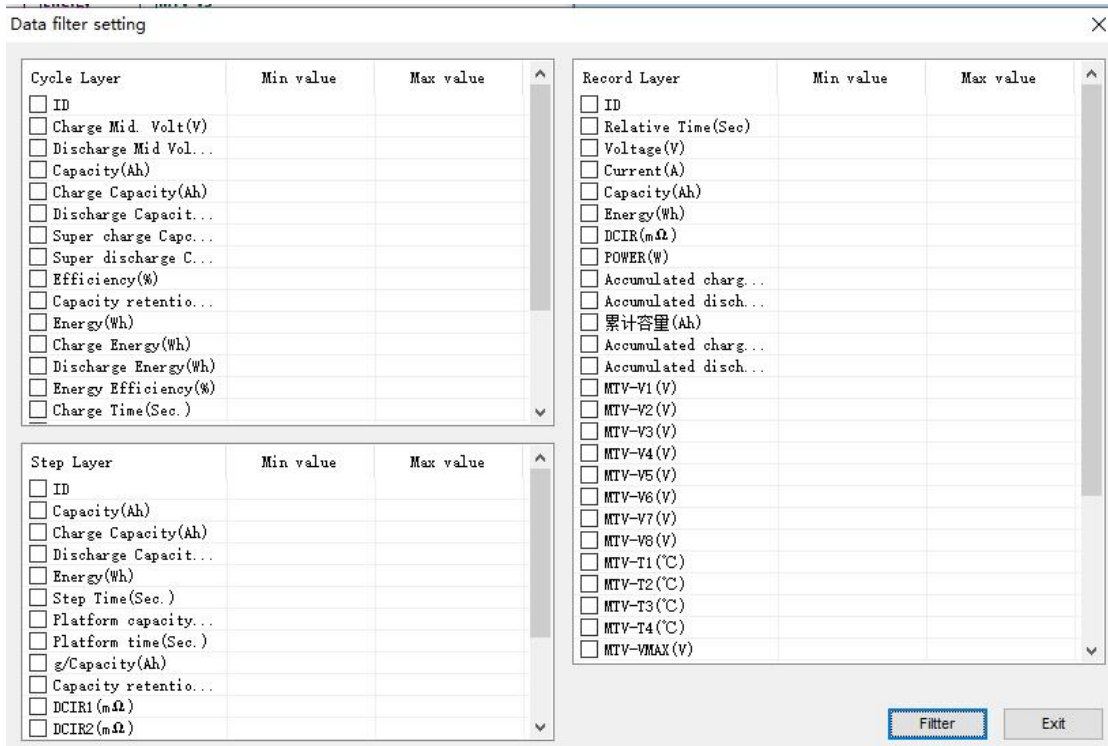 Data filter setting
Cycle Layer Min value Max value
ID
Charge Mid. Volt(V)
Discharge Mid Vol...
Capacity(Ah)
Charge Capacity(Ah)
Discharge Capacit...
Super charge Capc...
Super discharge C...
Efficiency(%)
Capacity retentio...
Energy(Wh)
Charge Energy(Wh)
Discharge Energy(Wh)
Energy Efficiency(%)
Charge Time(Sec.)
Step Layer Min value Max value
ID
Capacity(Ah)
Charge Capacity(Ah)
Discharge Capacit...
Energy(Wh)
Step Time(Sec.)
Platform capacity...
Platform time(Sec.)
g/Capacity(Ah)
Capacity retentio...
DCIR1(mΩ)
DCIR2(mΩ)
Record Layer Min value Max value
ID
Relative Time(Sec)
Voltage(V)
Current(A)
Capacity(Ah)
Energy(Wh)
DCIR(mΩ)
POWER(W)
Accumulated charg...
Accumulated disch...
累计容量(Ah)
Accumulated charg...
Accumulated disch...
MTV-V1(V)
MTV-V2(V)
MTV-V3(V)
MTV-V4(V)
MTV-V5(V)
MTV-V6(V)
MTV-V7(V)
MTV-V8(V)
MTV-T1(℃)
MTV-T2(℃)
MTV-T3(℃)
MTV-T4(℃)
MTV-VMAX(V)
Filtter Exit